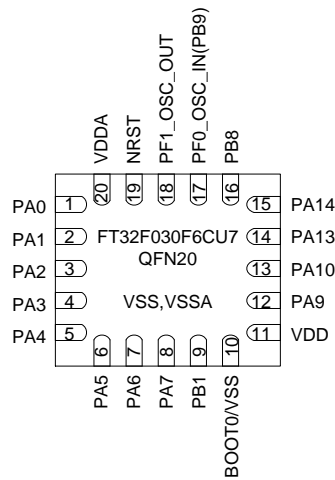 VDDA
NRST
PF1_OSC_OUT
PF0_OSC_IN(PB9)
PB8
20
19
18
17
16
PA0 1
PA1 2
PA2 3
PA3 4
PA4 5
FT32F030F6CU7
QFN20
VSS,VSSA
15 PA14
14 PA13
13 PA10
12 PA9
11 VDD
6
7
8
9
10
PA5
PA6
PA7
PB1
BOOT0/VSS